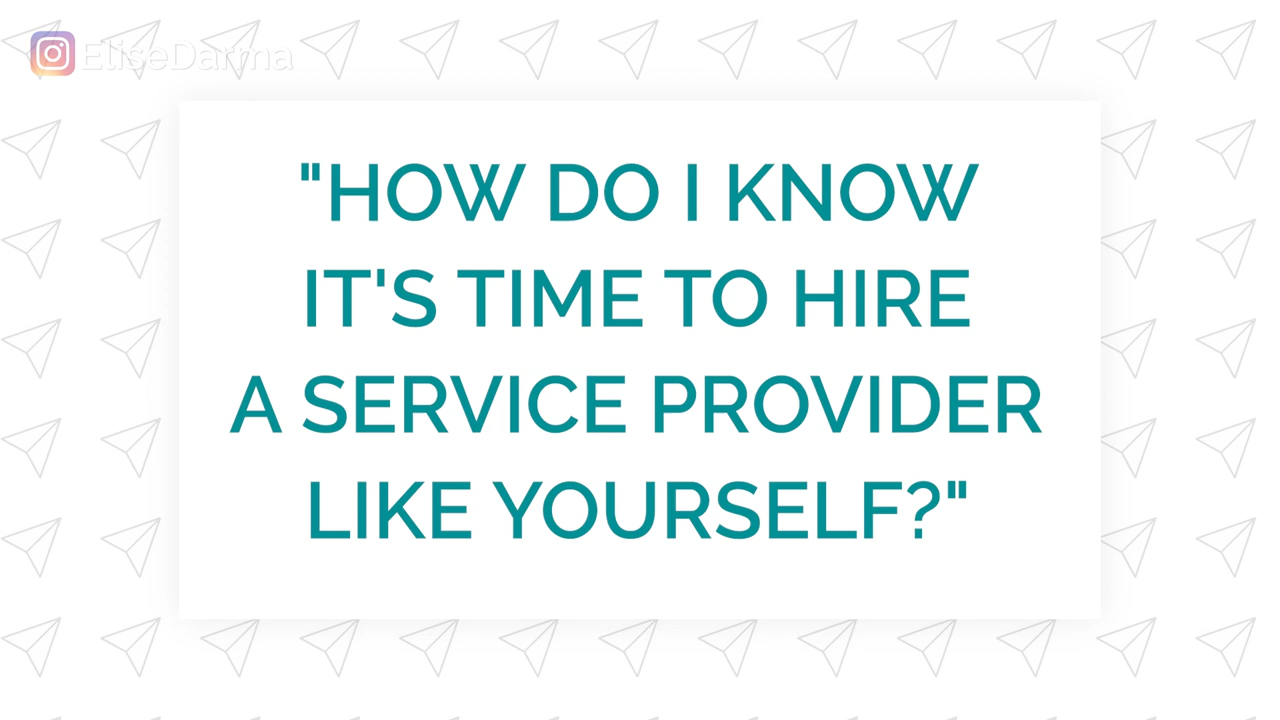 EliseDarma
"HOW DO I KNOW
IT'S TIME TO HIRE
A SERVICE PROVIDER
LIKE YOURSELF?"